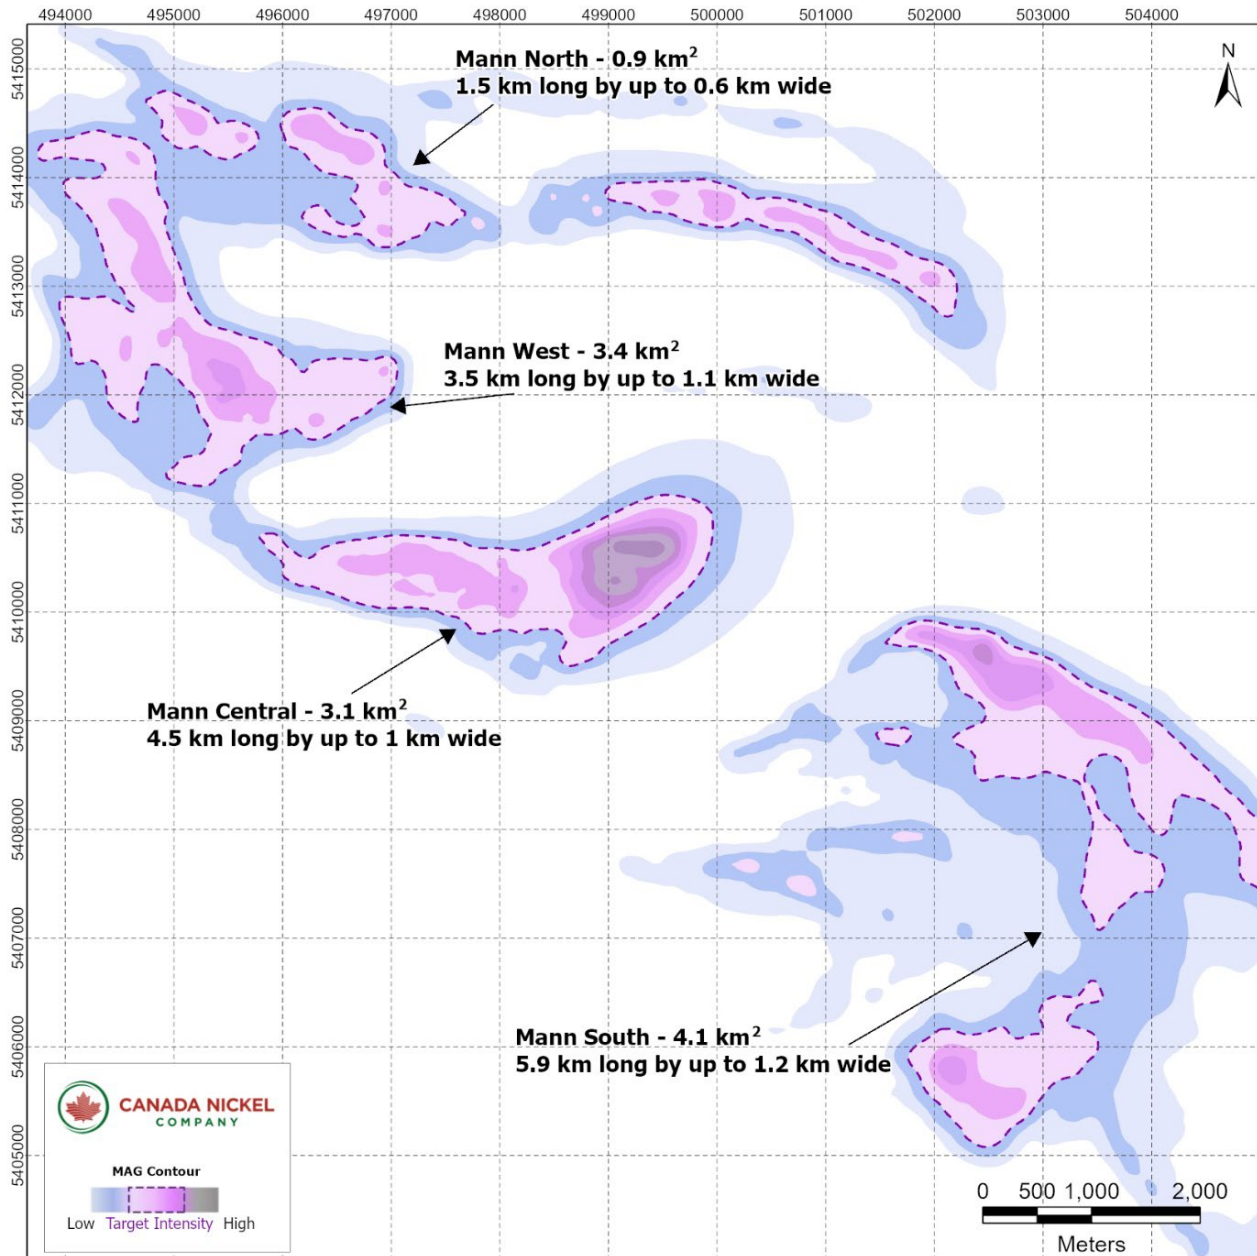 494000 495000 496000 497000 498000 499000 500000 501000 502000 503000 504000
5415000
5414000
5413000
5412000
5411000
5410000
5409000
5408000
5407000
5406000
5405000
N
Mann North - 0.9 km²
1.5 km long by up to 0.6 km wide
Mann West - 3.4 km²
3.5 km long by up to 1.1 km wide
Mann Central - 3.1 km²
4.5 km long by up to 1 km wide
Mann South - 4.1 km²
5.9 km long by up to 1.2 km wide
CANADA NICKEL
COMPANY
MAG Contour
Low Target Intensity High
0 500 1,000 2,000
Meters